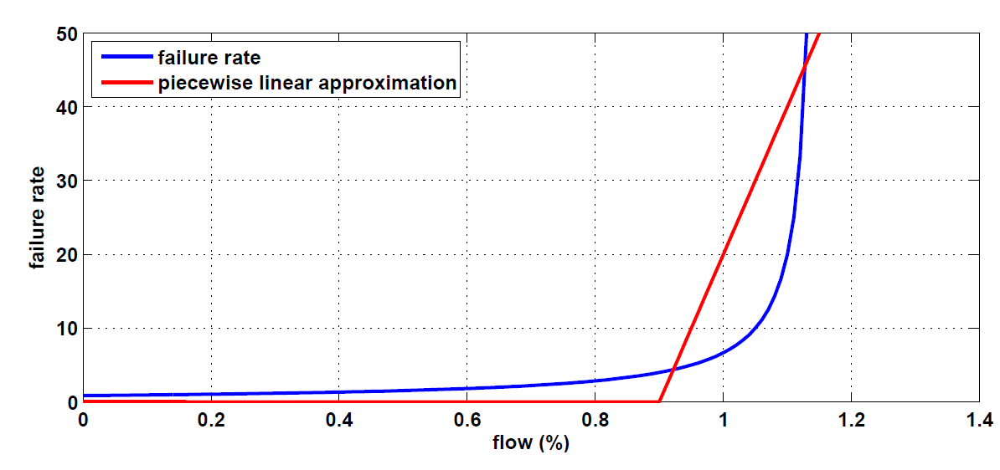 50
failure rate
piecewise linear approximation
40
30
failure rate
20
10
0
0 0.2 0.4 0.6 0.8 1 1.2 1.4
flow (%)